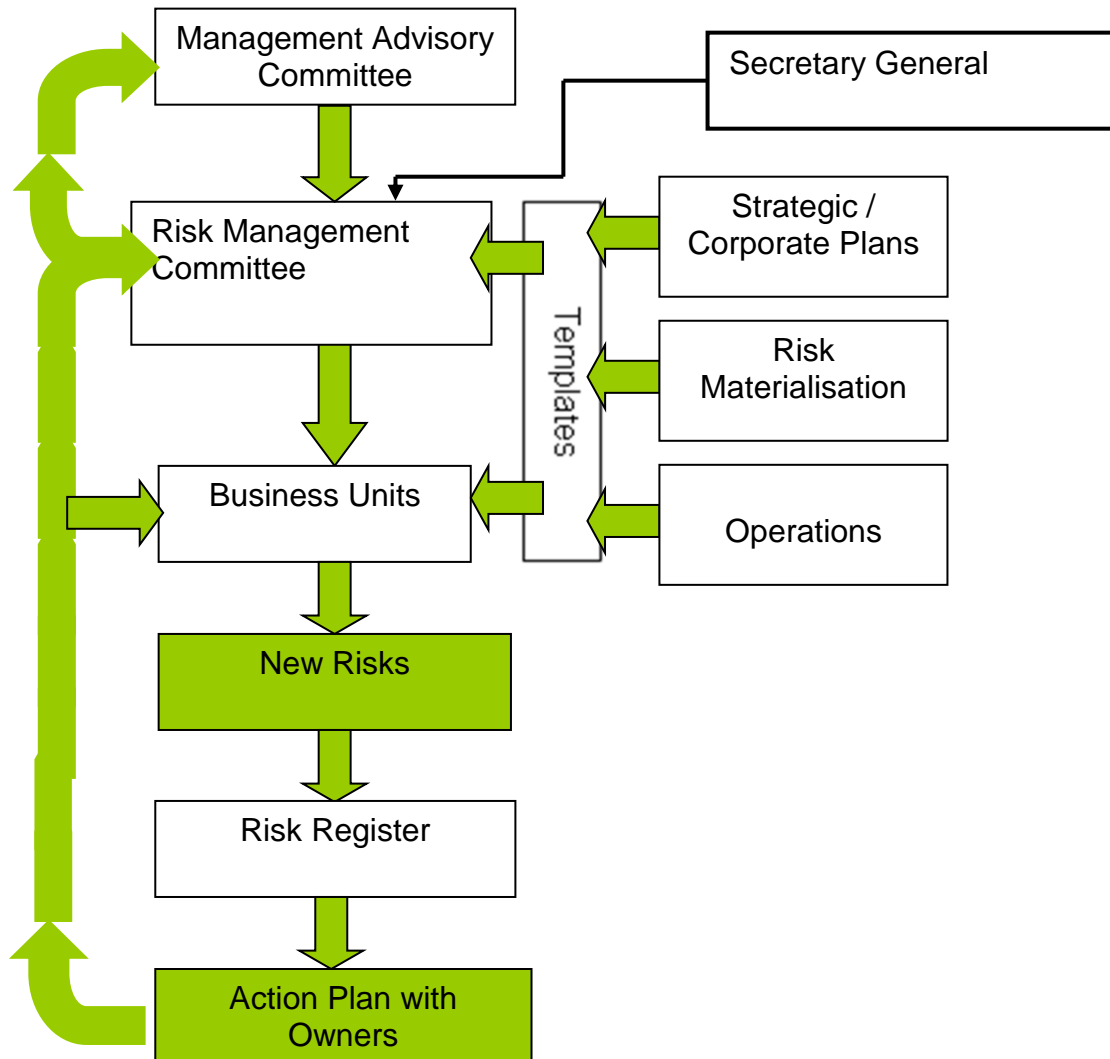 Management Advisory
Committee
Secretary General
Risk Management
Committee
Strategic /
Corporate Plans
Templates
Risk
Materialisation
Business Units
Operations
New Risks
Risk Register
Action Plan with
Owners